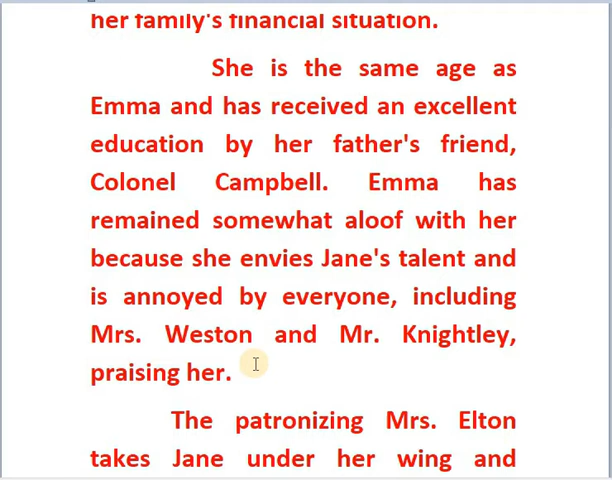 her family's financial situation.
She is the same age as
Emma and has received an excellent
education by her father's friend,
Colonel Campbell. Emma has
remained somewhat aloof with her
because she envies Jane's talent and
is annoyed by everyone, including
Mrs. Weston and Mr. Knightley,
praising her.
The patronizing Mrs. Elton
takes Jane under her wing and